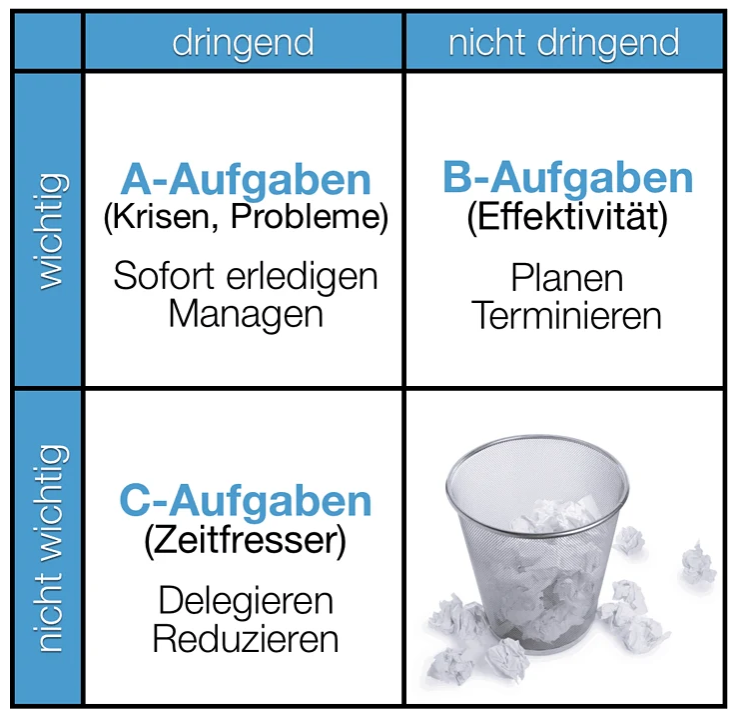 dringend
nicht dringend
wichtig
A-Aufgaben
(Krisen, Probleme)
Sofort erledigen
Managen
B-Aufgaben
(Effektivität)
Planen
Terminieren
nicht wichtig
C-Aufgaben
(Zeitfresser)
Delegieren
Reduzieren